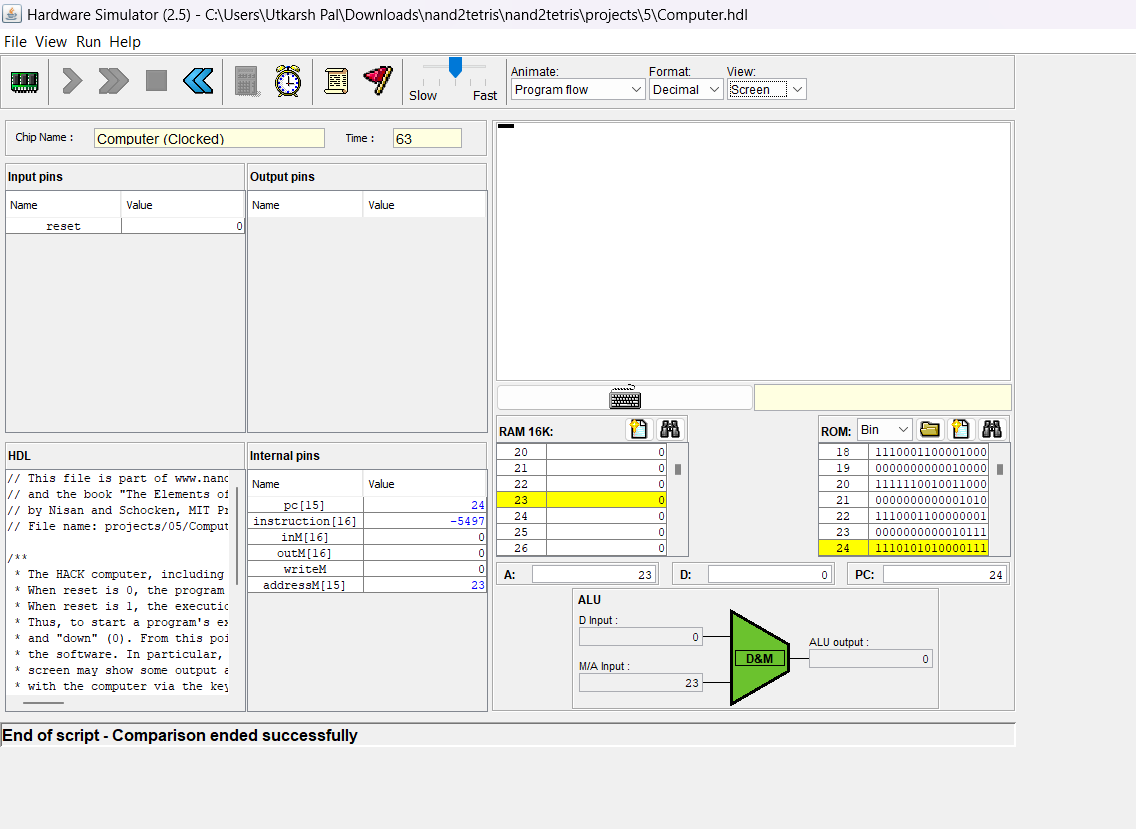 Hardware Simulator (2.5) - C:\Users\Utkarsh Pal\Downloads\nand2tetris\nand2tetris\projects\5\Computer.hdl
File View Run Help
Slow Fast
Animate: Format: View:
Program flow Decimal Screen
Chip Name : Computer (Clocked) Time : 63
Input pins
Name Value
reset 0
Output pins
Name Value
HDL
// This file is part of www.nand
// and the book "The Elements of
// by Nisan and Schocken, MIT Pr
// File name: projects/05/Comput
/**
* The HACK computer, including
* When reset is 0, the program
* When reset is 1, the executio
* Thus, to start a program's ex
* and "down" (0). From this poi
* the software. In particular,
* screen may show some output a
* with the computer via the key
Internal pins
Name Value
pc[15] 24
instruction[16] -5497
inM[16] 0
outM[16] 0
writeM 0
addressM[15] 23
RAM 16K:
20 0
21 0
22 0
23 0
24 0
25 0
26 0
ROM: Bin
18 1110001100001000
19 0000000000010000
20 1111110010011000
21 0000000000001010
22 1110001100000001
23 0000000000010111
24 1110101010000111
A: 23 D: 0 PC: 24
ALU
D Input :
0
M/A Input :
23
D&M
ALU output :
0
End of script - Comparison ended successfully